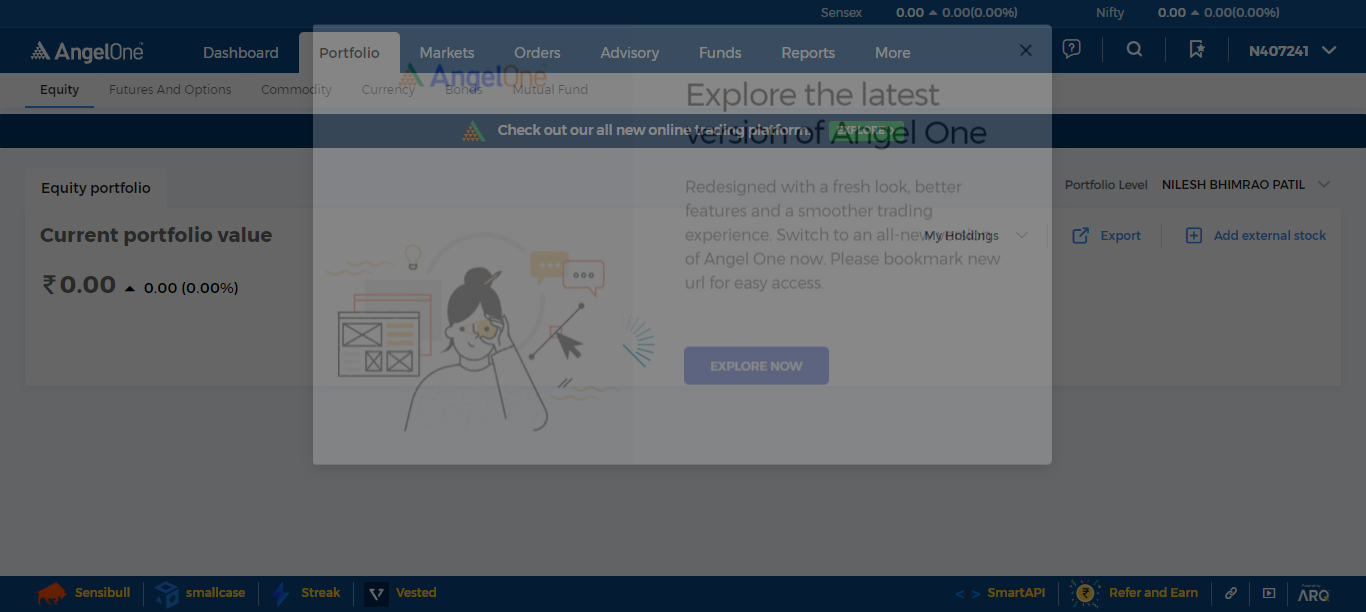 Sensex 0.00 0.00(0.00%) Nifty 0.00 0.00(0.00%)
AngelOne Dashboard Portfolio Markets Orders Advisory Funds Reports More N407241
Equity Futures And Options Commodity Currency Bonds Mutual Fund
AngelOne
Explore the latest
version of Angel One
Check out our all new online trading platform. EXPLORE >
Redesigned with a fresh look, better
features and a smoother trading
experience. Switch to an all-new version
of Angel One now. Please bookmark new
url for easy access.
EXPLORE NOW
Equity portfolio
Portfolio Level NILESH BHIMRAO PATIL
Current portfolio value
My Holdings Export Add external stock
₹0.00 0.00 (0.00%)
Sensibull smallcase Streak Vested < > SmartAPI Refer and Earn ARQ